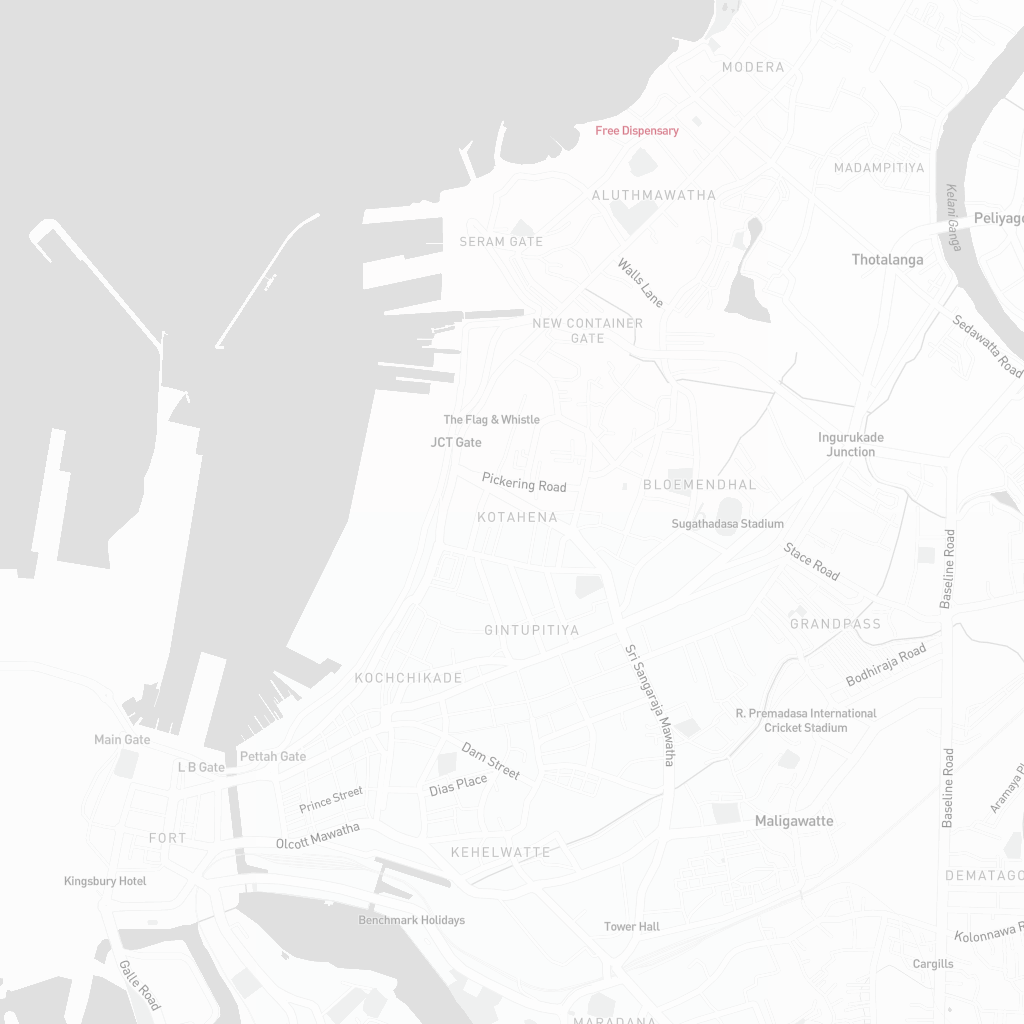 MODERA
Free Dispensary
MADAMPITIYA
ALUTHMAWATHA
Kelani Ganga
Peliyago
SERAM GATE
Thotalanga
Walls Lane
NEW CONTAINER
GATE
Sedawatta Road
The Flag & Whistle
JCT Gate
Ingurukade
Junction
Pickering Road
BLOEMENDHAL
KOTAHENA
Sugathadasa Stadium
Stace Road
Baseline Road
GINTUPITIYA
GRANDPASS
Sri Sangaraja Mawatha
Bodhiraja Road
KOCHCHIKADE
R. Premadasa International
Cricket Stadium
Main Gate
Pettah Gate
L B Gate
Dam Street
Dias Place
Prince Street
Baseline Road
Aramaya Pl
Maligawatte
FORT
Olcott Mawatha
KEHELWATTE
Kingsbury Hotel
DEMATAGO
Benchmark Holidays
Tower Hall
Kolonnawa R
Cargills
Galle Road
MARADANA